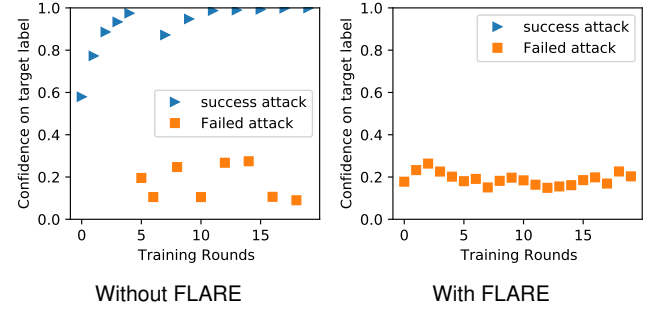 Confidence on target label
1.0
0.8
0.6
0.4
0.2
0.0
success attack
Failed attack
0 5 10 15
Training Rounds
Without FLARE
Confidence on target label
1.0
0.8
0.6
0.4
0.2
0.0
success attack
Failed attack
0 5 10 15
Training Rounds
With FLARE